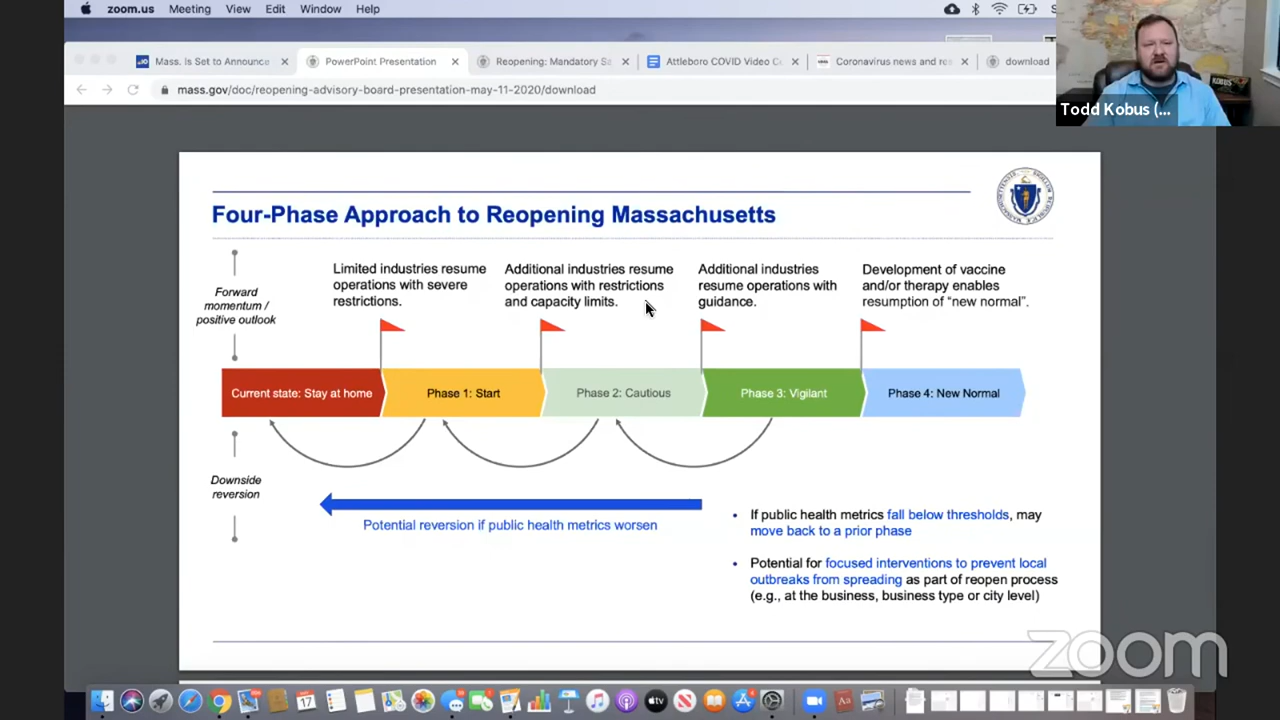 zoom.us Meeting View Edit Window Help
Mass. Is Set to Announce
PowerPoint Presentation
Reopening: Mandatory Sa
Attleboro COVID Video C
Coronavirus news and re
download
mass.gov/doc/reopening-advisory-board-presentation-may-11-2020/download
Todd Kobus (...
KOBUS
Four-Phase Approach to Reopening Massachusetts
Forward
momentum /
positive outlook
Limited industries resume
operations with severe
restrictions.
Additional industries resume
operations with restrictions
and capacity limits.
Additional industries
resume operations with
guidance.
Development of vaccine
and/or therapy enables
resumption of “new normal”.
Current state: Stay at home
Phase 1: Start
Phase 2: Cautious
Phase 3: Vigilant
Phase 4: New Normal
Downside
reversion
Potential reversion if public health metrics worsen
• If public health metrics fall below thresholds, may
move back to a prior phase
• Potential for focused interventions to prevent local
outbreaks from spreading as part of reopen process
(e.g., at the business, business type or city level)
zoom
17
tv
Aa